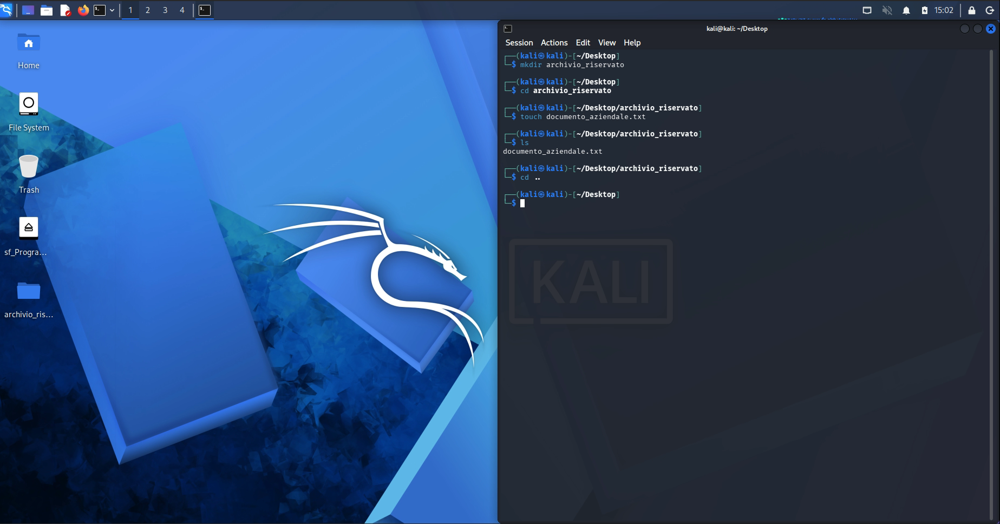 1 2 3 4
15:02
Home
File System
Trash
sf_Progra...
archivio_ris...
kali@kali: ~/Desktop
Session Actions Edit View Help
┌──(kali㉿kali)-[~/Desktop]
└─$ mkdir archivio_riservato
┌──(kali㉿kali)-[~/Desktop]
└─$ cd archivio_riservato
┌──(kali㉿kali)-[~/Desktop/archivio_riservato]
└─$ touch documento_aziendale.txt
┌──(kali㉿kali)-[~/Desktop/archivio_riservato]
└─$ ls
documento_aziendale.txt
┌──(kali㉿kali)-[~/Desktop/archivio_riservato]
└─$ cd ..
┌──(kali㉿kali)-[~/Desktop]
└─$
KALI